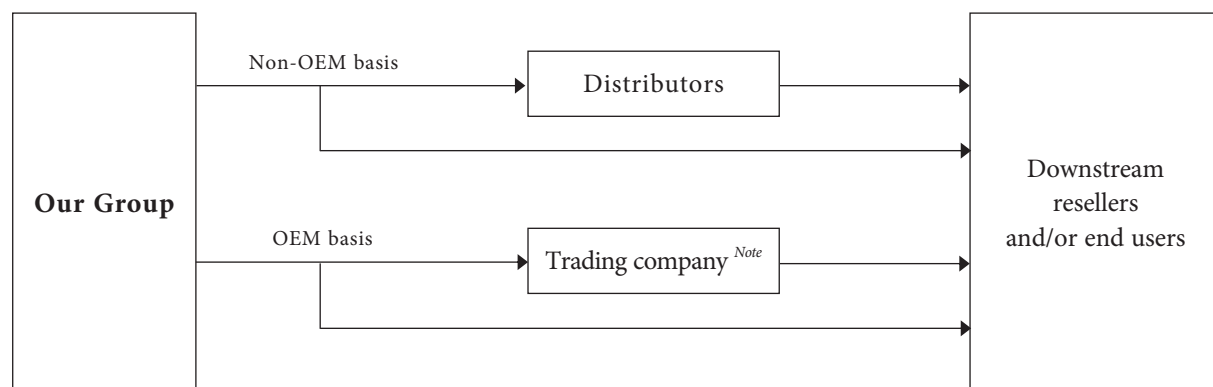 Non-OEM basis
Distributors
Our Group
Downstream
resellers
and/or end users
OEM basis
Trading company Note